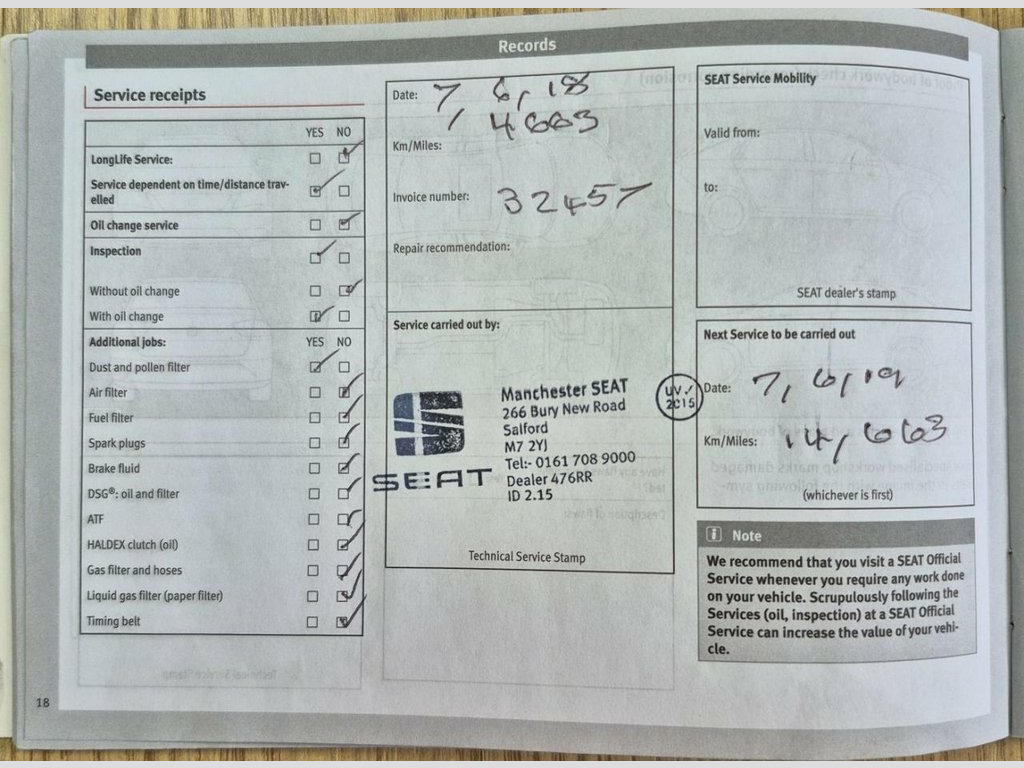 Records
Service receipts
YES NO
LongLife Service:
Service dependent on time/distance trav-
elled
Oil change service
Inspection
Without oil change
With oil change
Additional jobs: YES NO
Dust and pollen filter
Air filter
Fuel filter
Spark plugs
Brake fluid
DSG®: oil and filter
ATF
HALDEX clutch (oil)
Gas filter and hoses
Liquid gas filter (paper filter)
Timing belt
Date: 7, 6, 18
4663
Km/Miles:
Invoice number: 32457
Repair recommendation:
Service carried out by:
SEAT
Manchester SEAT
266 Bury New Road
Salford
M7 2YJ
Tel:- 0161 708 9000
Dealer 476RR
ID 2.15
UV./
2C15
Technical Service Stamp
SEAT Service Mobility
Valid from:
to:
SEAT dealer's stamp
Next Service to be carried out
Date: 7, 6, 19
Km/Miles: 14, 663
(whichever is first)
i Note
We recommend that you visit a SEAT Official
Service whenever you require any work done
on your vehicle. Scrupulously following the
Services (oil, inspection) at a SEAT Official
Service can increase the value of your vehi-
cle.
18